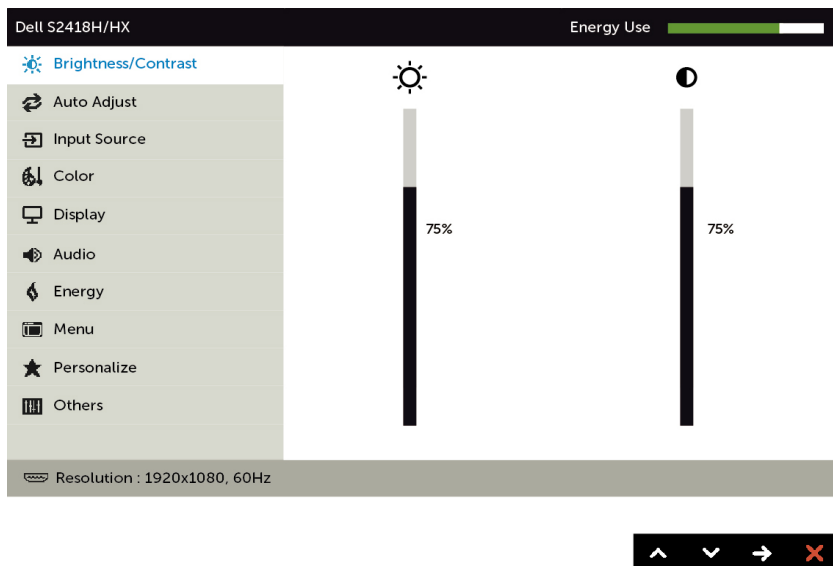 Dell S2418H/HX
Energy Use
Brightness/Contrast
Auto Adjust
Input Source
Color
Display
Audio
Energy
Menu
Personalize
Others
75%
75%
Resolution : 1920x1080, 60Hz